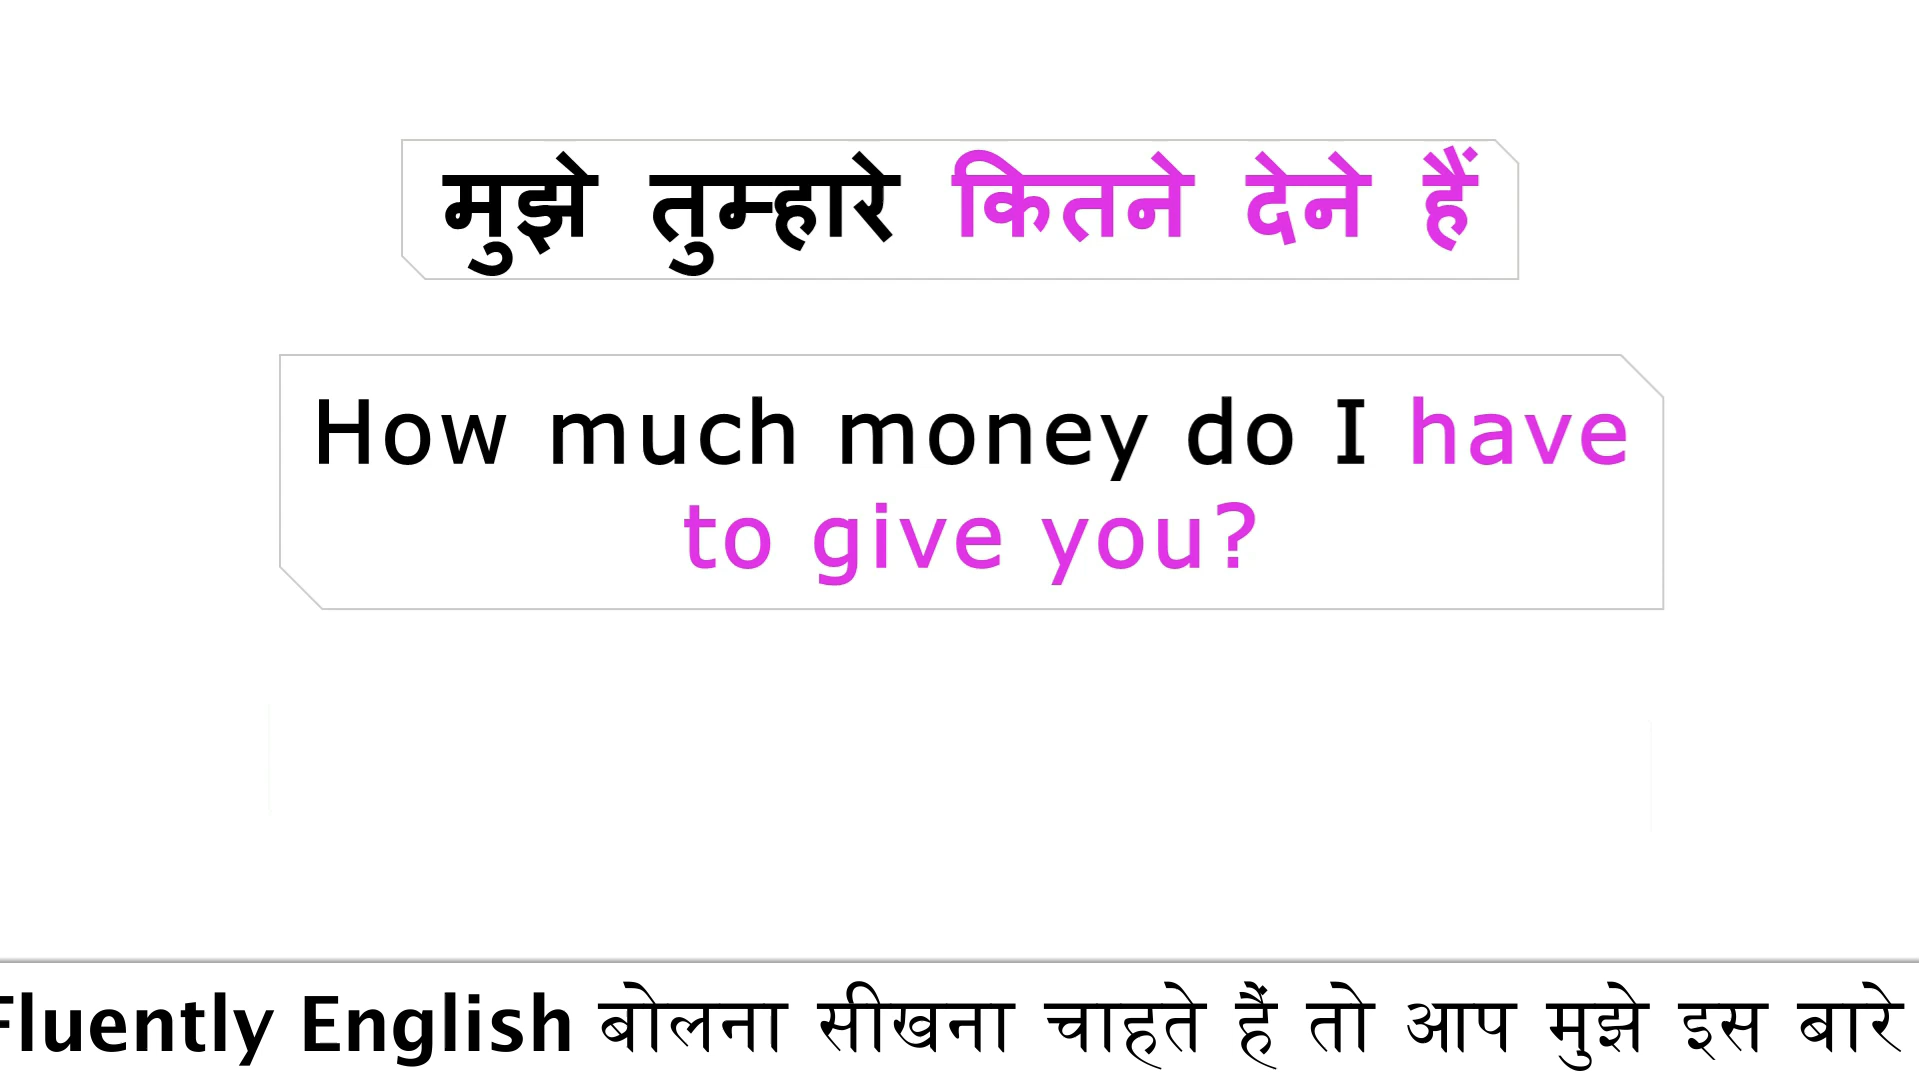 मुझे तुम्हारे कितने देने हैं
How much money do I have
to give you?
Fluently English बोलना सीखना चाहते हैं तो आप मुझे इस बारे